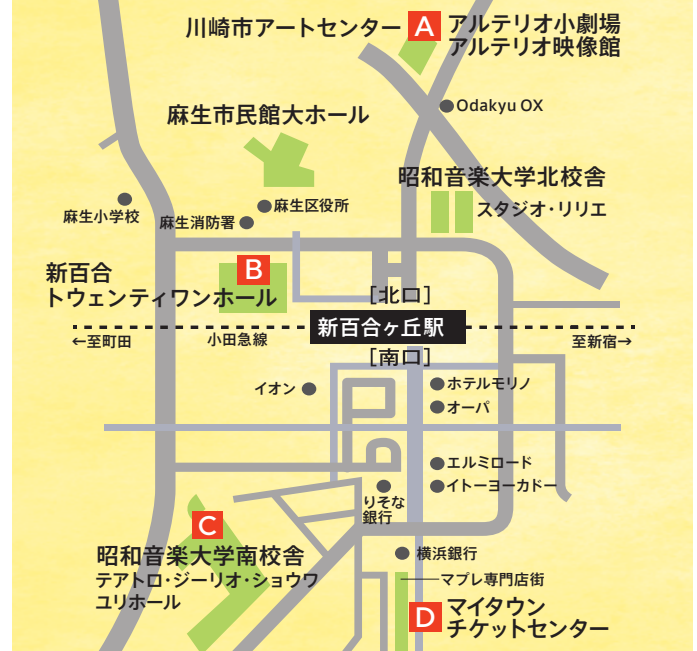 川崎市アートセンター A アルテリオ小劇場
アルテリオ映像館
Odakyu OX
麻生市民館大ホール
昭和音楽大学北校舎
スタジオ・リリエ
麻生小学校
麻生消防署
麻生区役所
B
新百合
トウェンティワンホール
［北口］
新百合ヶ丘駅
←至町田
小田急線
至新宿→
［南口］
イオン
ホテルモリノ
オーパ
エルミロード
イトーヨーカドー
りそな
銀行
C
昭和音楽大学南校舎
テアトロ・ジーリオ・ショウワ
ユリホール
横浜銀行
マプレ専門店街
D マイタウン
チケットセンター